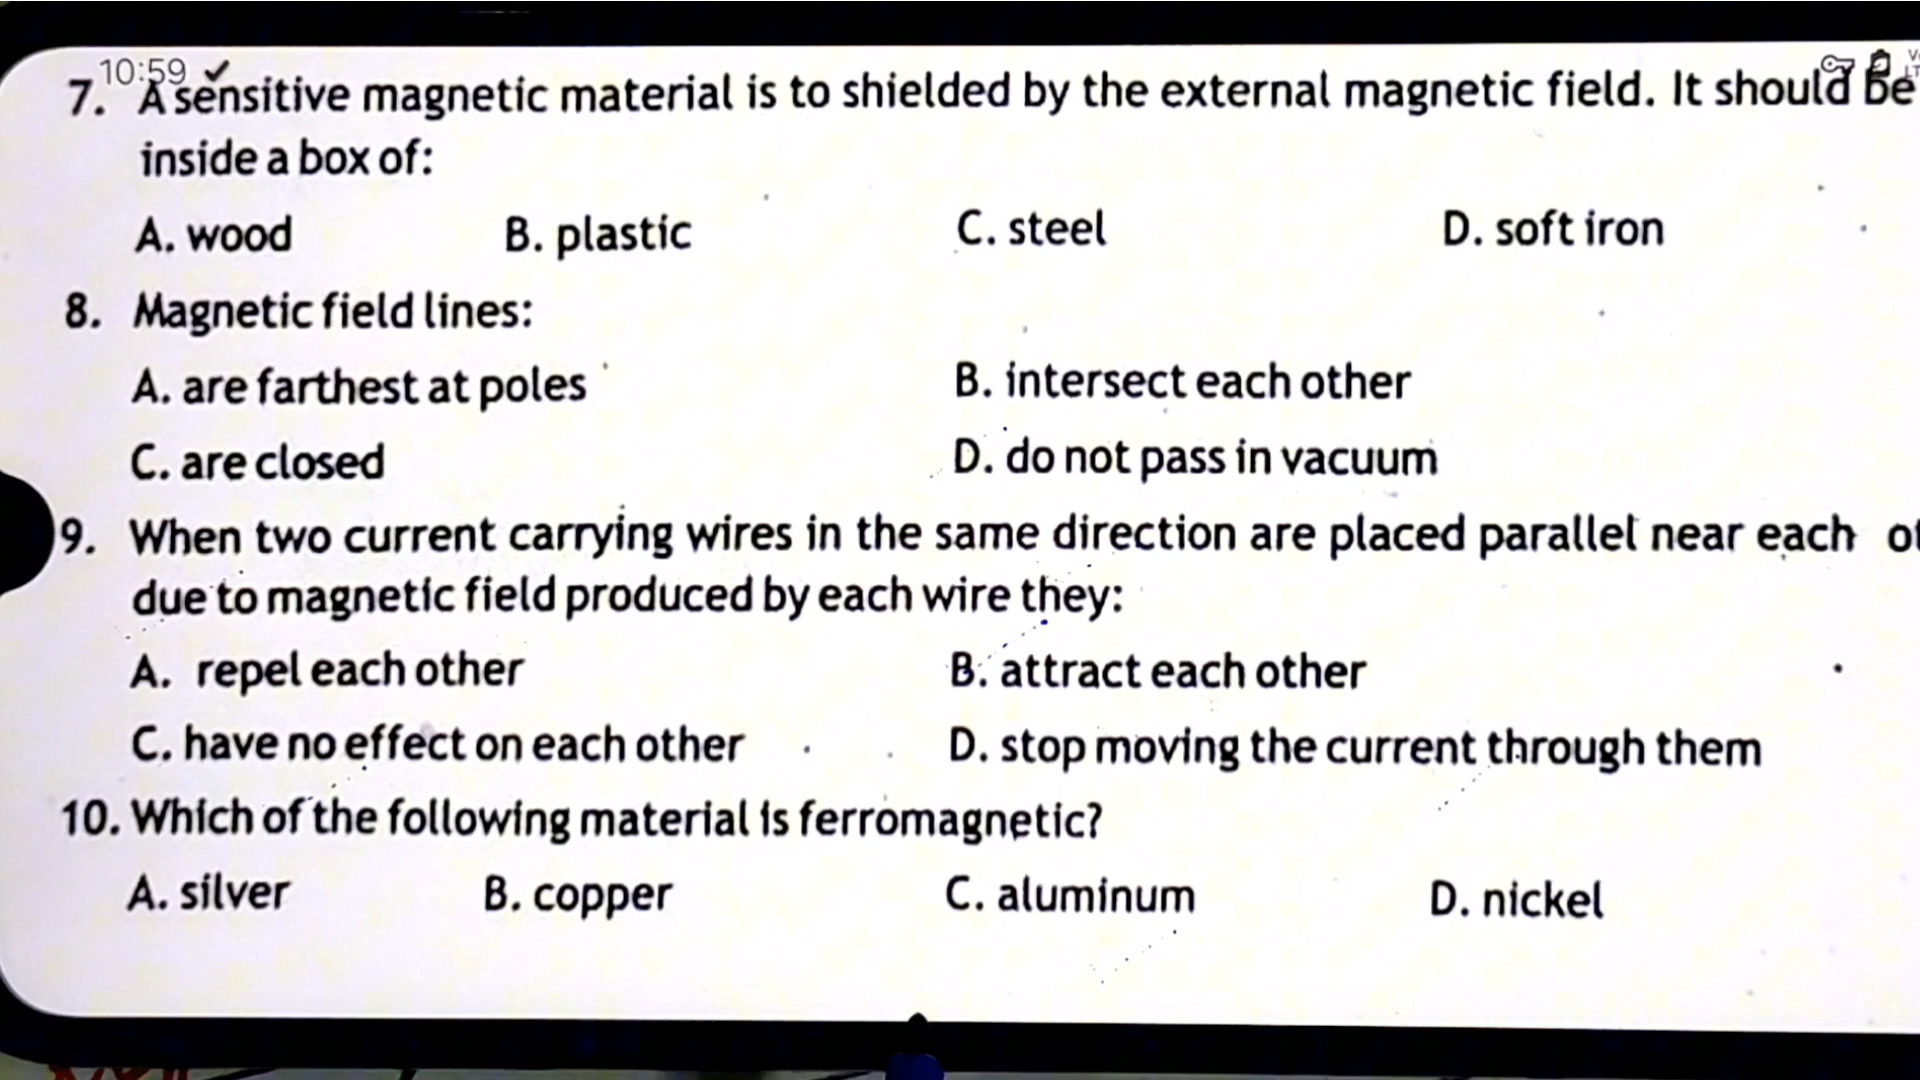 10:59
7. A sensitive magnetic material is to shielded by the external magnetic field. It should be
inside a box of:
A. wood B. plastic C. steel D. soft iron
8. Magnetic field lines:
A. are farthest at poles B. intersect each other
C. are closed D. do not pass in vacuum
9. When two current carrying wires in the same direction are placed parallel near each
due to magnetic field produced by each wire they:
A. repel each other B. attract each other
C. have no effect on each other D. stop moving the current through them
10. Which of the following material is ferromagnetic?
A. silver B. copper C. aluminum D. nickel